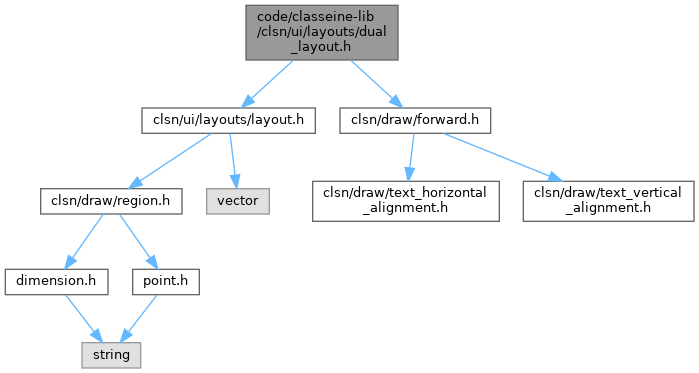 code/classeine-lib
/clsn/ui/layouts/dual
_layout.h
clsn/ui/layouts/layout.h
clsn/draw/forward.h
clsn/draw/region.h
vector
clsn/draw/text_horizontal
_alignment.h
clsn/draw/text_vertical
_alignment.h
dimension.h
point.h
string